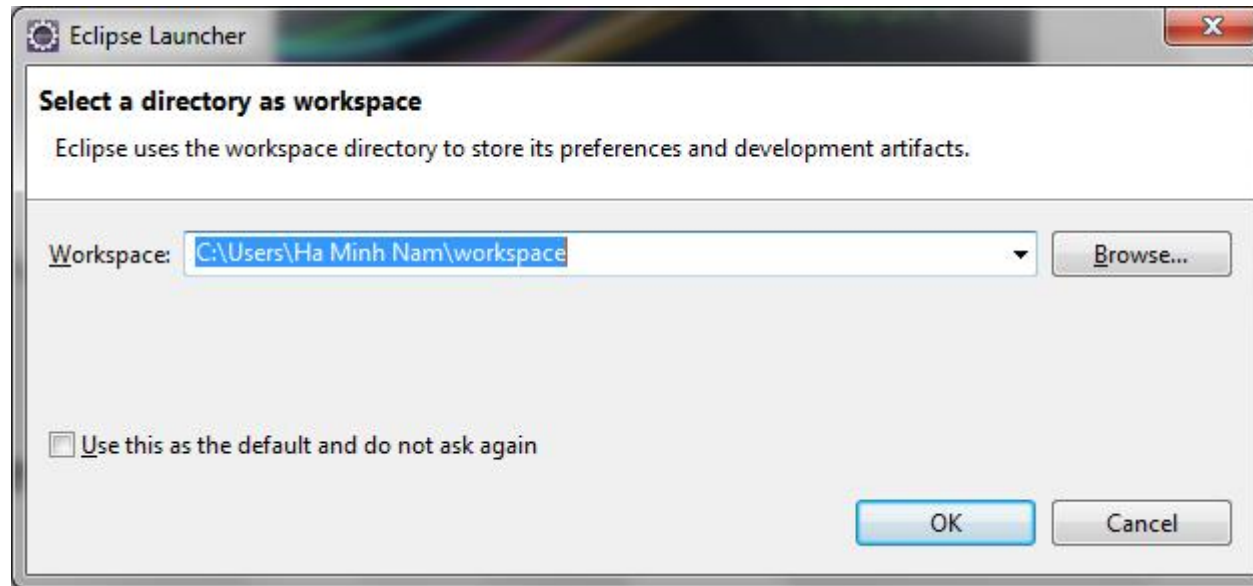 Eclipse Launcher
Select a directory as workspace
Eclipse uses the workspace directory to store its preferences and development artifacts.
Workspace: C:\Users\Ha Minh Nam\workspace Browse...
Use this as the default and do not ask again
OK Cancel